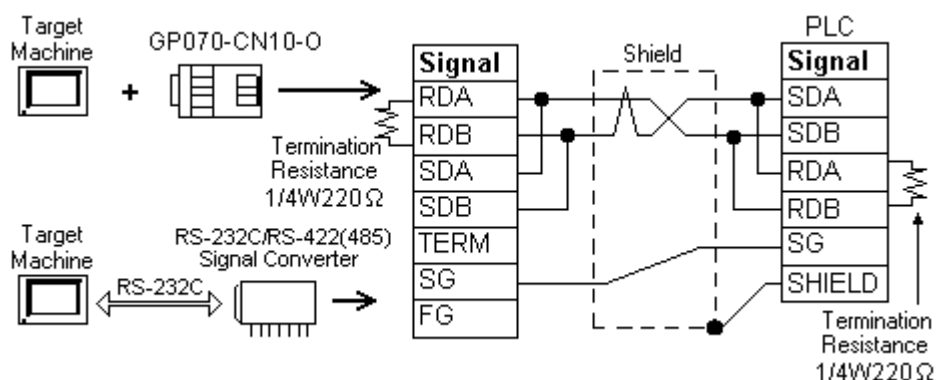 Target
Machine
+
GP070-CN10-O
Termination
Resistance
1/4W220Ω
Target
Machine
RS-232C
RS-232C/RS-422(485)
Signal Converter
Signal
RDA
RDB
SDA
SDB
TERM
SG
FG
Shield
PLC
Signal
SDA
SDB
RDA
RDB
SG
SHIELD
Termination
Resistance
1/4W220Ω